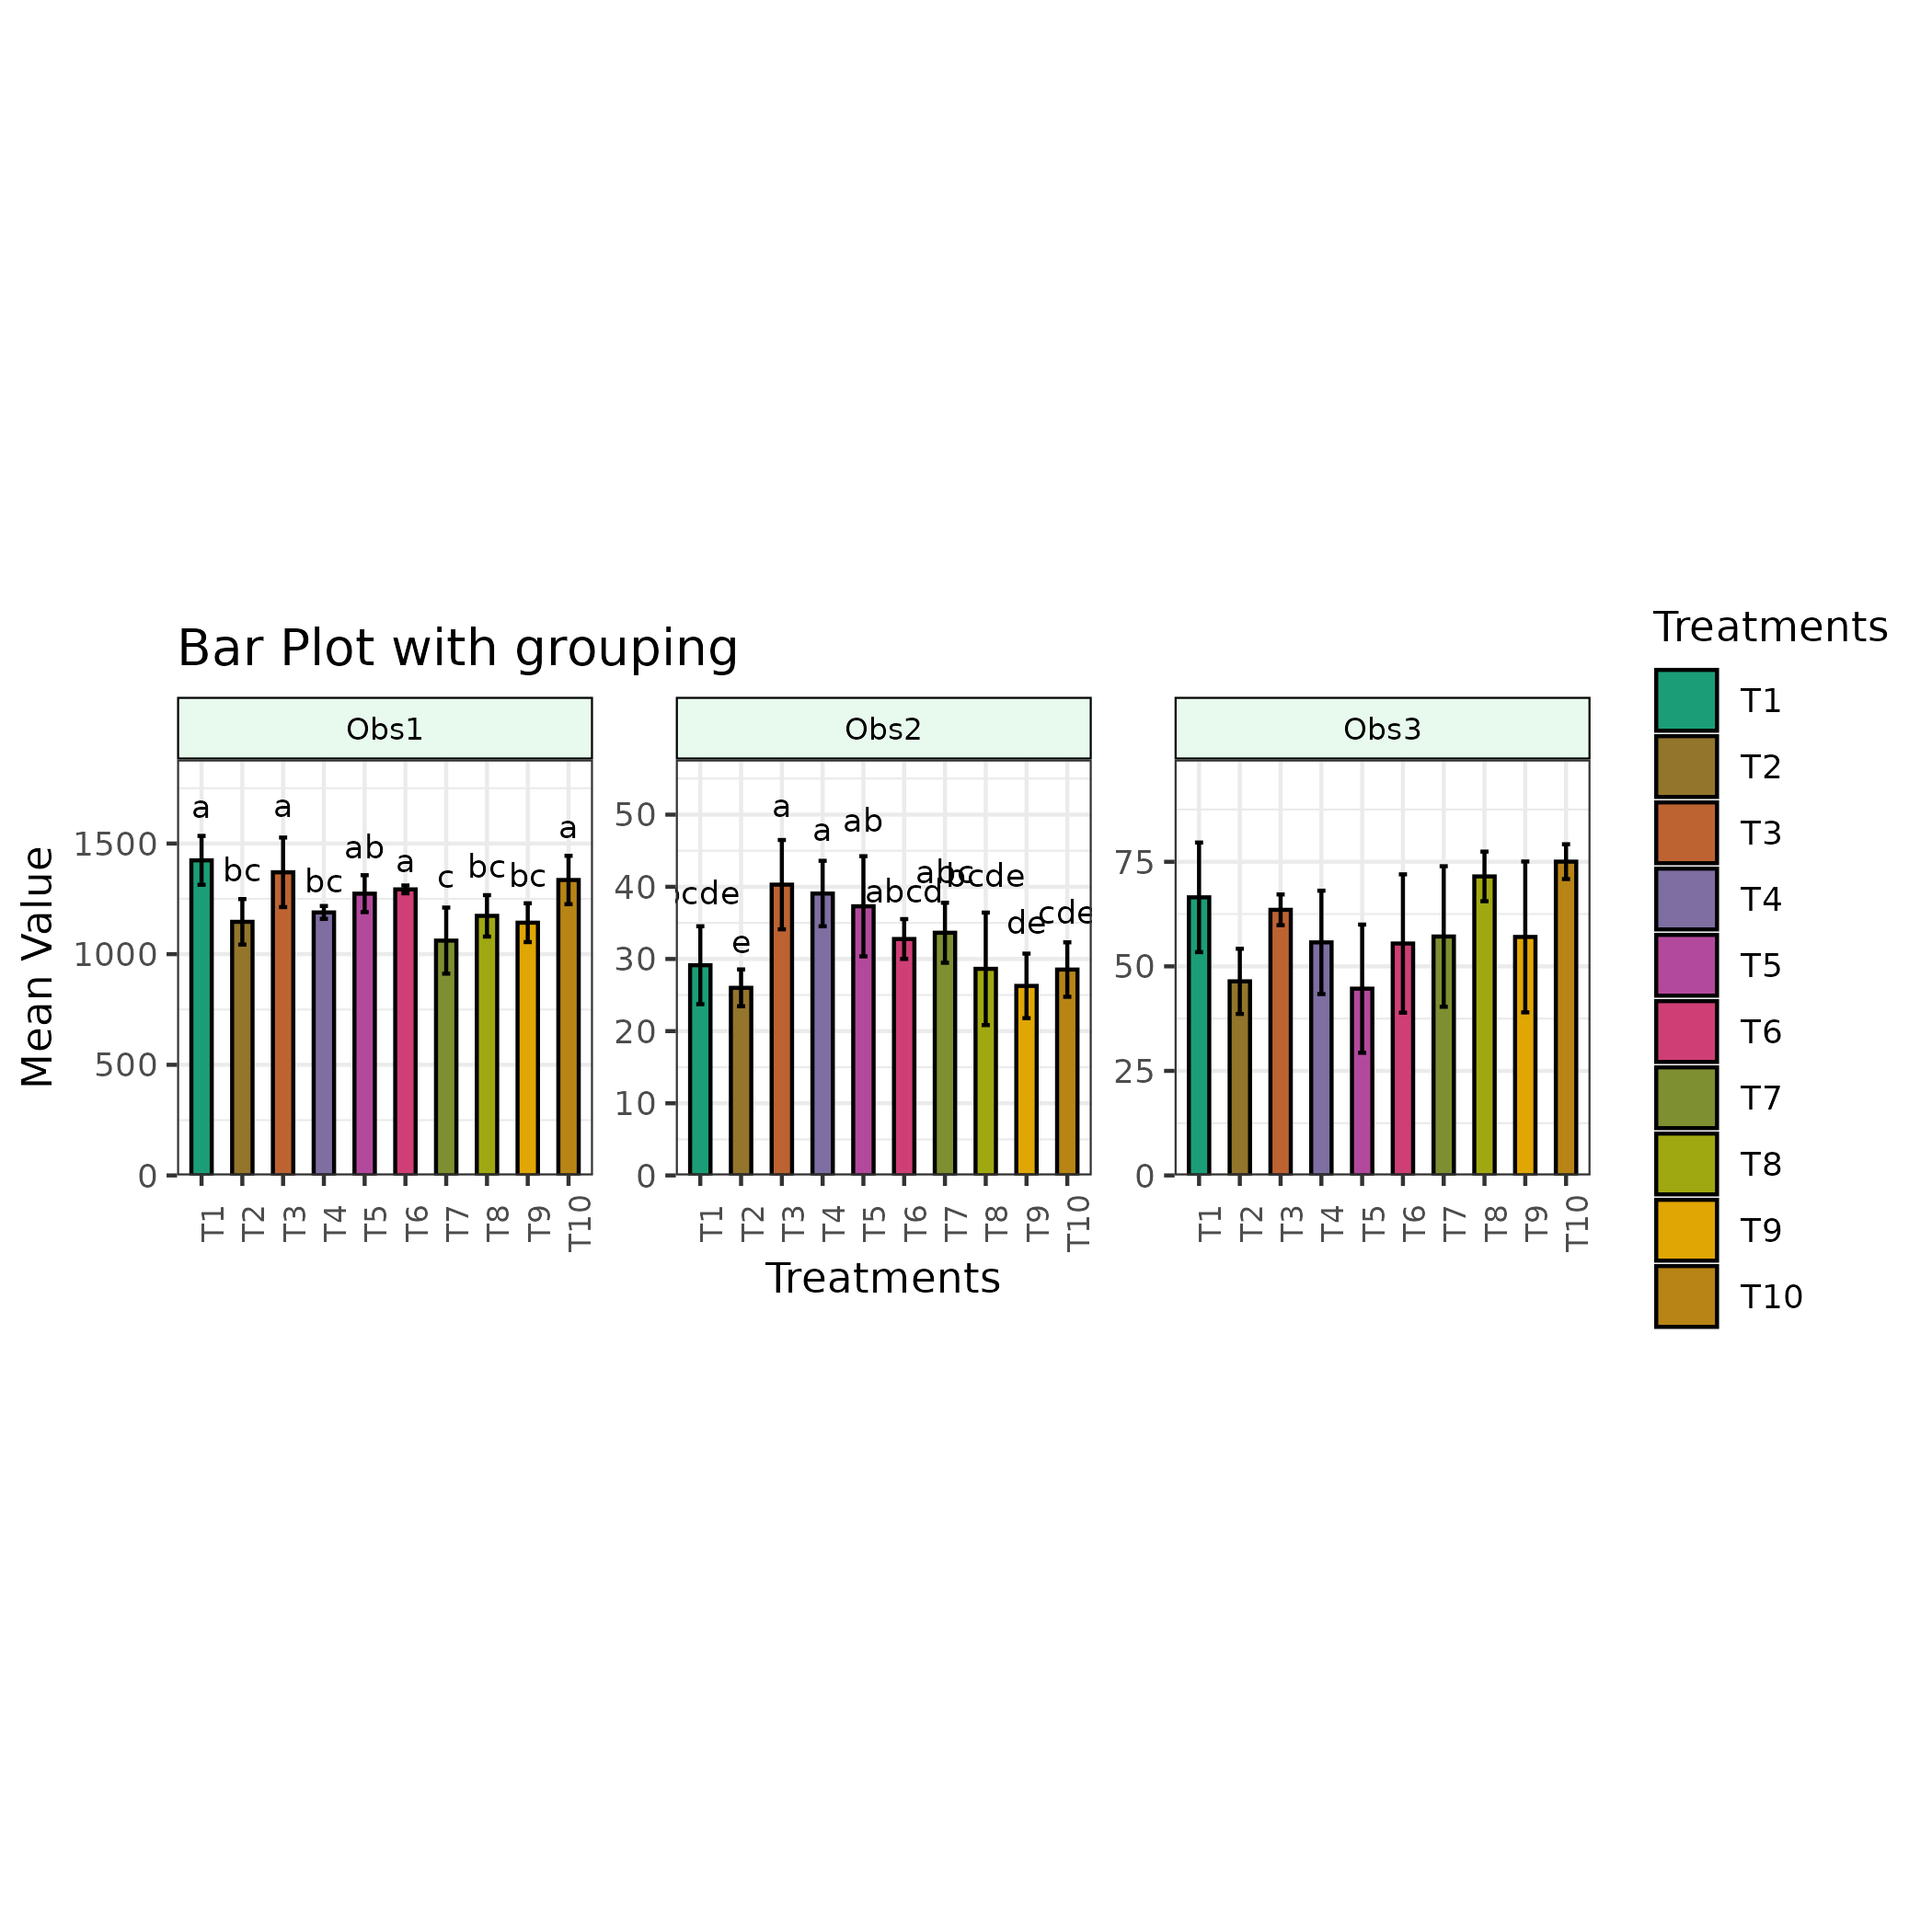 Bar Plot with grouping
Obs1
Obs2
Obs3
Mean Value
1500
1000
500
0
a
bc
a
bc
ab
a
c
bc
bc
a
T1
T2
T3
T4
T5
T6
T7
T8
T9
T10
50
40
30
20
10
0
bcde
e
a
a
ab
abcd
abc
bcde
de
cde
T1
T2
T3
T4
T5
T6
T7
T8
T9
T10
75
50
25
0
T1
T2
T3
T4
T5
T6
T7
T8
T9
T10
Treatments
Treatments
T1
T2
T3
T4
T5
T6
T7
T8
T9
T10